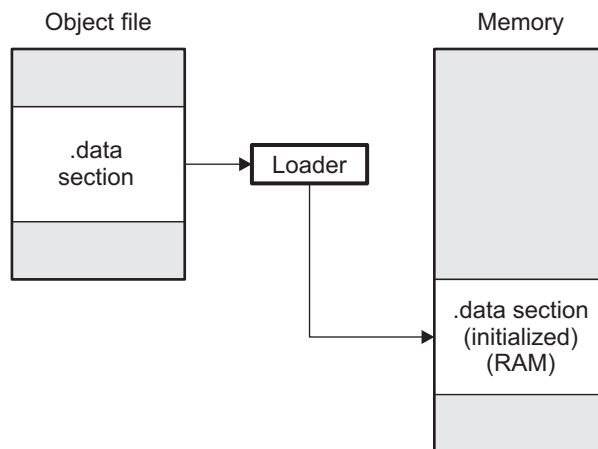 Object file
Memory
.data
section
Loader
.data section
(initialized)
(RAM)